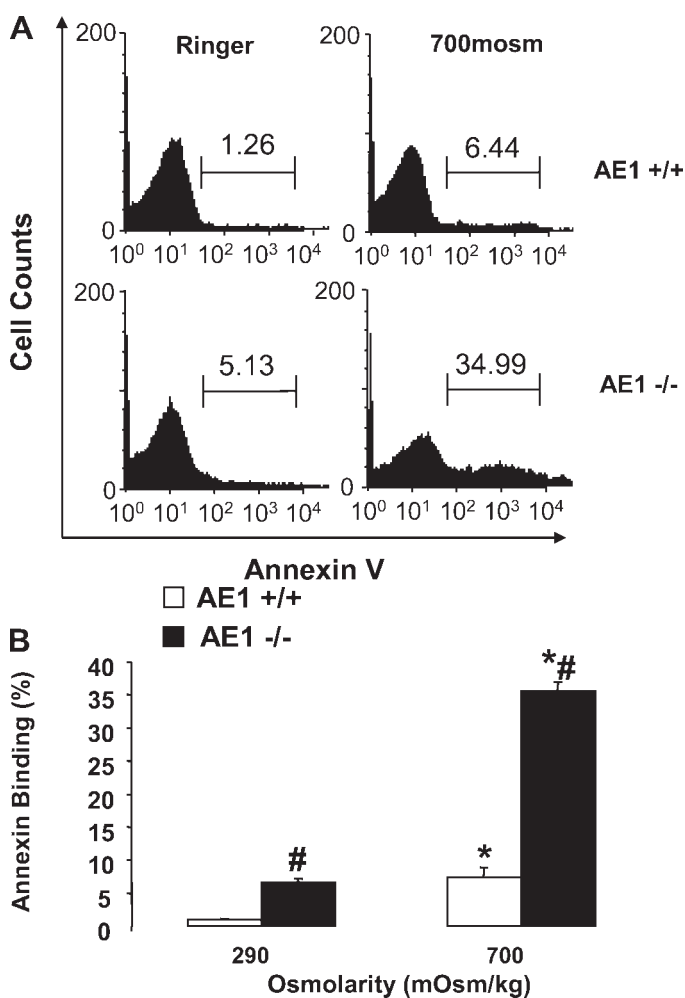 A
Ringer
700mosm
200
1.26
0
10⁰ 10¹ 10² 10³ 10⁴
200
6.44
0
10⁰ 10¹ 10² 10³ 10⁴
AE1 +/+
Cell Counts
200
5.13
0
10⁰ 10¹ 10² 10³ 10⁴
200
34.99
0
10⁰ 10¹ 10² 10³ 10⁴
AE1 -/-
Annexin V
AE1 +/+
AE1 -/-
B
Annexin Binding (%)
40
35
30
25
20
15
10
5
0
#
*
*#
290
700
Osmolarity (mOsm/kg)